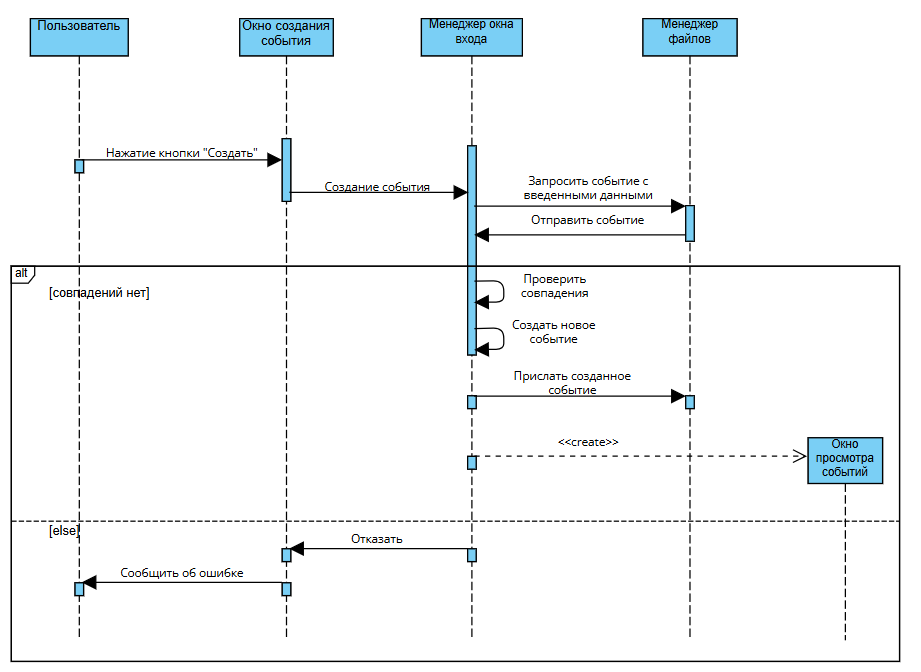 Пользователь
Окно создания
события
Менеджер окна
входа
Менеджер
файлов
Нажатие кнопки "Создать"
Создание события
Запросить событие с
введенными данными
Отправить событие
alt
[совпадений нет]
Проверить
совпадения
Создать новое
событие
Прислать созданное
событие
<<create>>
Окно
просмотра
событий
[else]
Отказать
Сообщить об ошибке